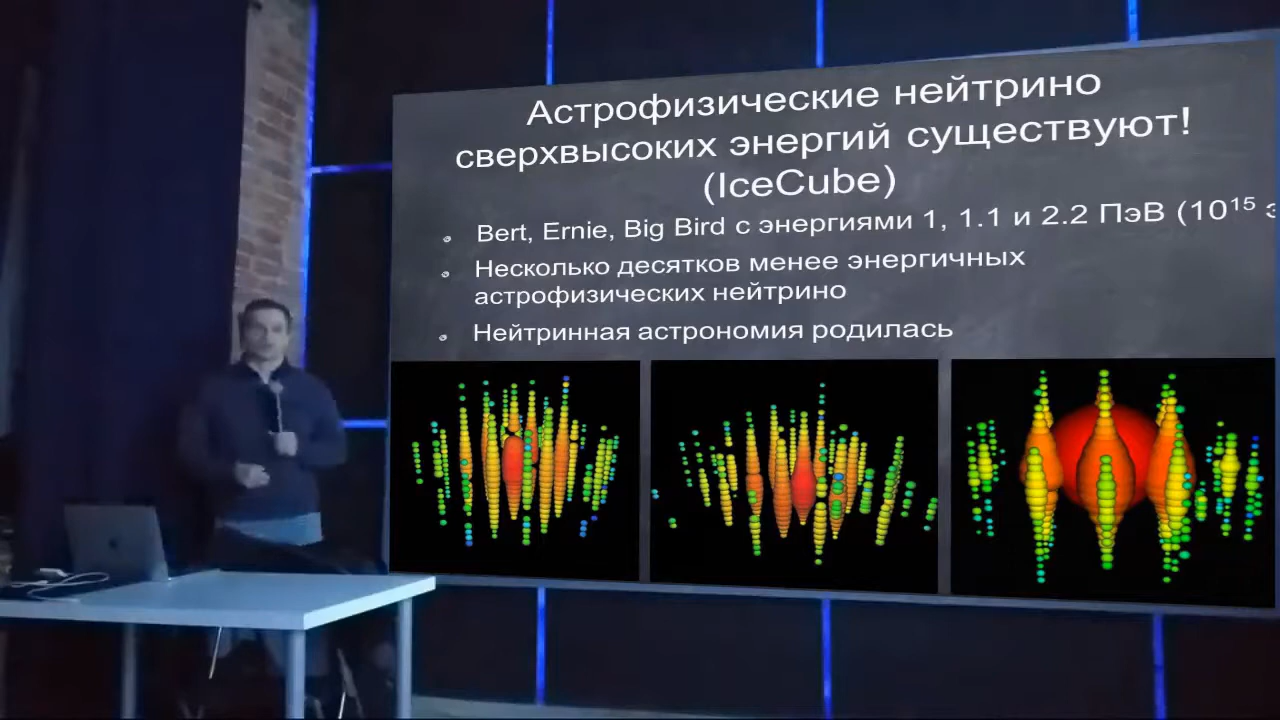 Астрофизические нейтрино
сверхвысоких энергий существуют!
(IceCube)
Bert, Ernie, Big Bird с энергиями 1, 1.1 и 2.2 ПэВ (10¹⁵
Несколько десятков менее энергичных
астрофизических нейтрино
Нейтринная астрономия родилась